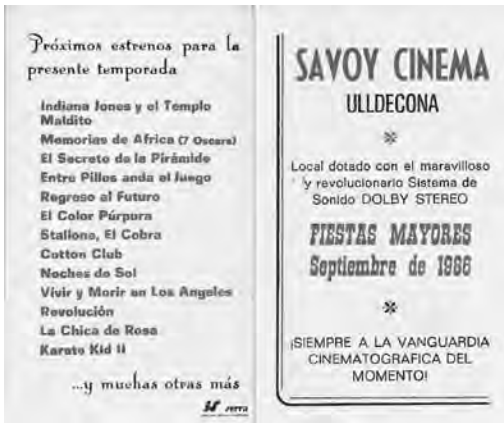 Próximos estrenos para la
presente temporada
Indiana Jones y el Templo
Maldito
Memorias de Africa (7 Oscars)
El Secreto de la Pirámide
Entre Pillos anda el Juego
Regreso al Futuro
El Color Púrpura
Stallone, El Cobra
Cotton Club
Noches de Sol
Vivir y Morir en Los Angeles
Revolución
La Chica de Rosa
Karate Kid II
...y muchas otras más
serra
SAVOY CINEMA
ULLDECONA
Local dotado con el maravilloso
y revolucionario Sistema de
Sonido DOLBY STEREO
FIESTAS MAYORES
Septiembre de 1986
¡SIEMPRE A LA VANGUARDIA
CINEMATOGRAFICA DEL
MOMENTO!